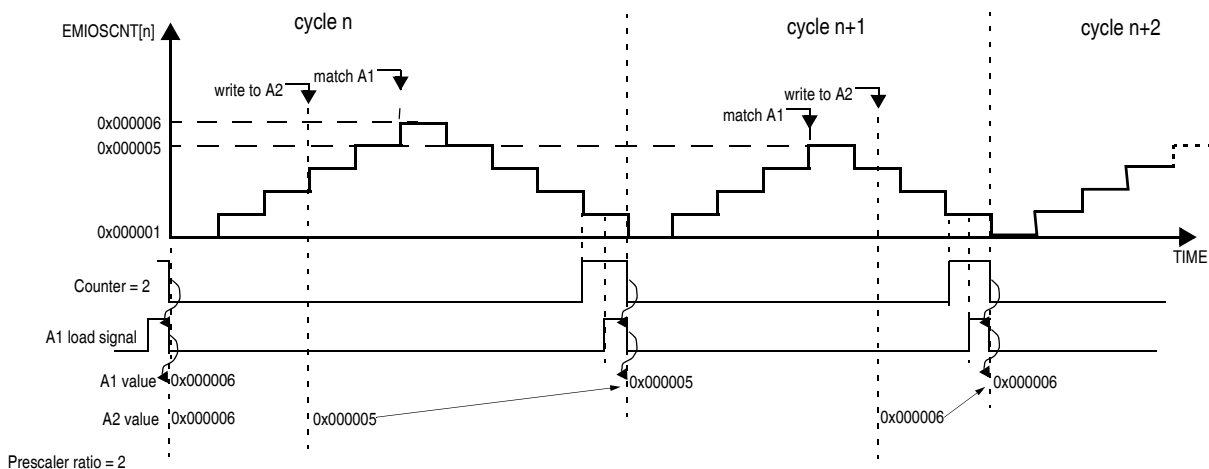 cycle n
cycle n+1
cycle n+2
EMIOSCNT[n]
match A1
write to A2
write to A2
match A1
0x000006
0x000005
0x000001
TIME
Counter = 2
A1 load signal
A1 value 0x000006 0x000005 0x000006
A2 value 0x000006 0x000005 0x000006
Prescaler ratio = 2